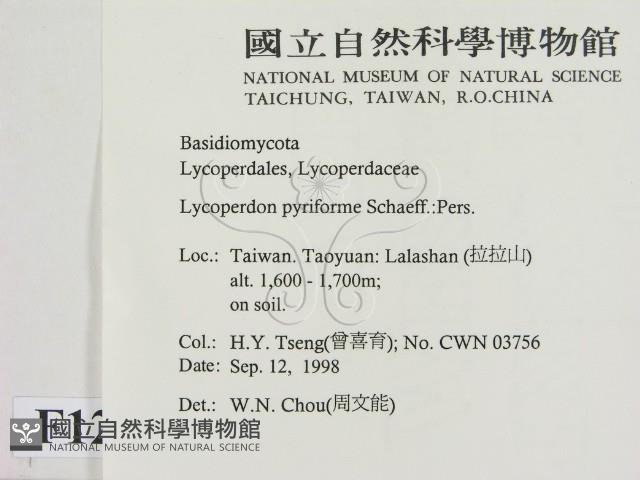 國立自然科學博物館
NATIONAL MUSEUM OF NATURAL SCIENCE
TAICHUNG, TAIWAN, R.O.CHINA
Basidiomycota
Lycoperdales, Lycoperdaceae
Lycoperdon pyriforme Schaeff.:Pers.
Loc.: Taiwan. Taoyuan: Lalashan (拉拉山)
alt. 1,600 - 1,700m;
on soil.
Col.: H.Y. Tseng(曾喜育); No. CWN 03756
Date: Sep. 12, 1998
Det.: W.N. Chou(周文能)
國立自然科學博物館
NATIONAL MUSEUM OF NATURAL SCIENCE